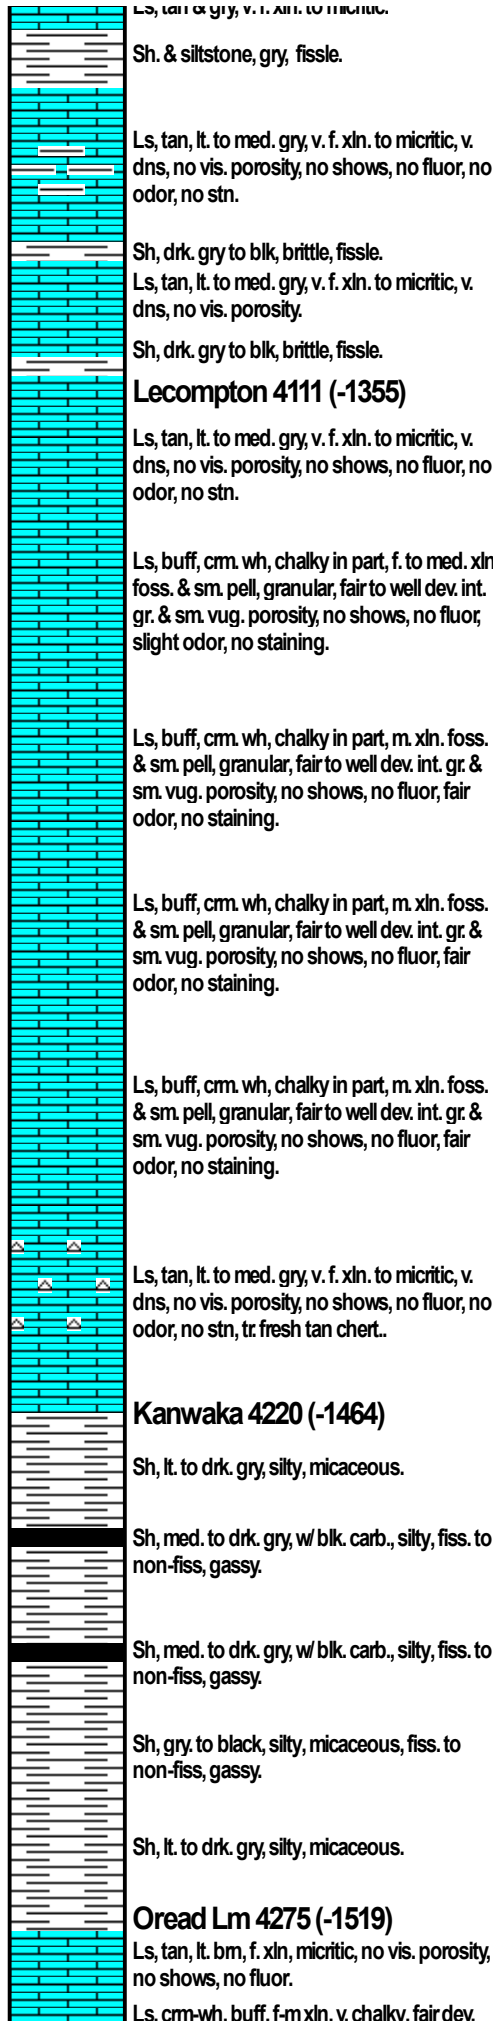 Ls, tan & gry, v. f. xln. to micritic.
Sh. & siltstone, gry, fissle.
Ls, tan, lt. to med. gry, v. f. xln. to micritic, v.
dns, no vis. porosity, no shows, no fluor, no
odor, no stn.
Sh, drk. gry to blk, brittle, fissle.
Ls, tan, lt. to med. gry, v. f. xln. to micritic, v.
dns, no vis. porosity.
Sh, drk. gry to blk, brittle, fissle.
Lecompton 4111 (-1355)
Ls, tan, lt. to med. gry, v. f. xln. to micritic, v.
dns, no vis. porosity, no shows, no fluor, no
odor, no stn.
Ls, buff, crm. wh, chalky in part, f. to med. xln
foss. & sm. pell, granular, fair to well dev. int.
gr. & sm. vug. porosity, no shows, no fluor,
slight odor, no staining.
Ls, buff, crm. wh, chalky in part, m. xln. foss.
& sm. pell, granular, fair to well dev. int. gr. &
sm. vug. porosity, no shows, no fluor, fair
odor, no staining.
Ls, buff, crm. wh, chalky in part, m. xln. foss.
& sm. pell, granular, fair to well dev. int. gr. &
sm. vug. porosity, no shows, no fluor, fair
odor, no staining.
Ls, buff, crm. wh, chalky in part, m. xln. foss.
& sm. pell, granular, fair to well dev. int. gr. &
sm. vug. porosity, no shows, no fluor, fair
odor, no staining.
Ls, tan, lt. to med. gry, v. f. xln. to micritic, v.
dns, no vis. porosity, no shows, no fluor, no
odor, no stn, tr. fresh tan chert..
Kanwaka 4220 (-1464)
Sh, lt. to drk. gry, silty, micaceous.
Sh, med. to drk. gry, w/ blk. carb., silty, fiss. to
non-fiss, gassy.
Sh, med. to drk. gry, w/ blk. carb., silty, fiss. to
non-fiss, gassy.
Sh, gry. to black, silty, micaceous, fiss. to
non-fiss, gassy.
Sh, lt. to drk. gry, silty, micaceous.
Oread Lm 4275 (-1519)
Ls, tan, lt. brn, f. xln, micritic, no vis. porosity,
no shows, no fluor.
Ls, crm-wh, buff, f-m xln, v. chalky, fair dev.